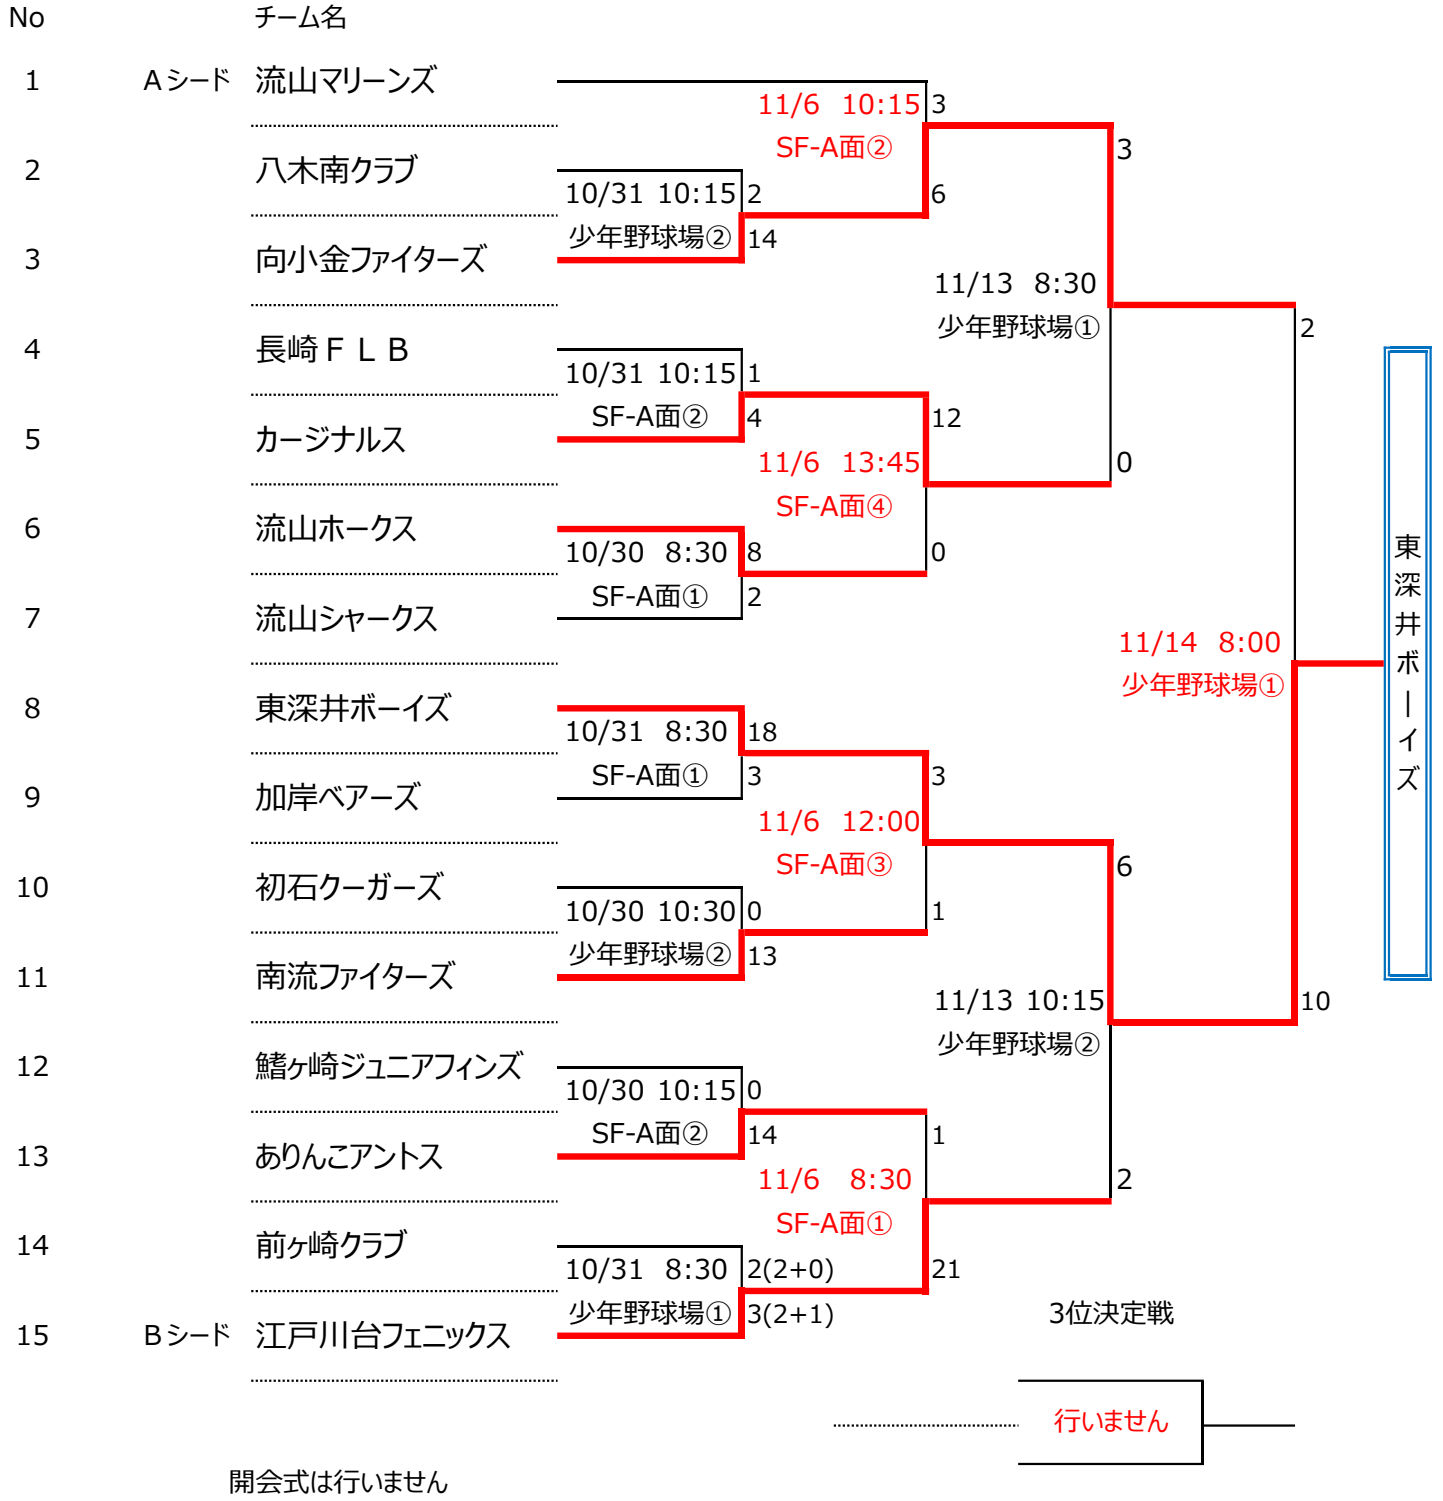 No チーム名
1 Aシード 流山マリーンズ
11/6 10:15 3
SF-A面②
3
2 八木南クラブ
10/31 10:15 2
6
少年野球場② 14
3 向小金ファイターズ
11/13 8:30
少年野球場①
2
4 長崎ＦＬＢ
10/31 10:15 1
SF-A面② 4
12
5 カージナルス
11/6 13:45
0
SF-A面④
6 流山ホークス
10/30 8:30 8
0
SF-A面① 2
7 流山シャークス
11/14 8:00
少年野球場①
東深井ボーイズ
8 東深井ボーイズ
10/31 8:30 18
SF-A面① 3
3
9 加岸ベアーズ
11/6 12:00
SF-A面③
6
10 初石クーガーズ
10/30 10:30 0
1
少年野球場② 13
11 南流ファイターズ
11/13 10:15
10
少年野球場②
12 鰭ヶ崎ジュニアフィンズ
10/30 10:15 0
SF-A面② 14
1
13 ありんこアントス
11/6 8:30
2
SF-A面①
14 前ヶ崎クラブ
10/31 8:30 2(2+0)
21
少年野球場① 3(2+1)
3位決定戦
15 Bシード 江戸川台フェニックス
行いません
開会式は行いません